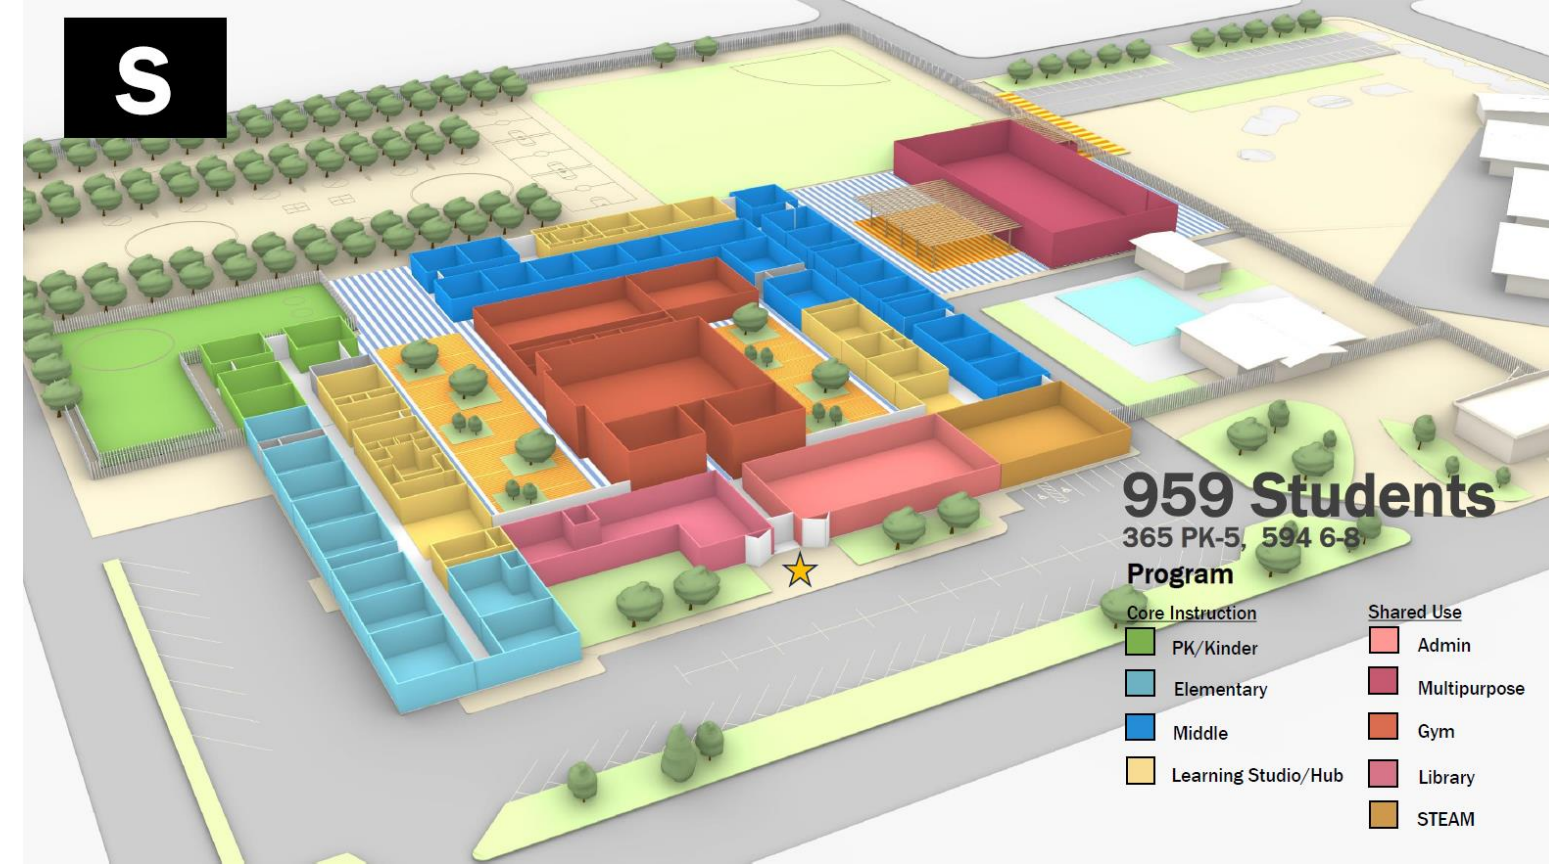 S
959 Students
365 PK-5, 594 6-8
Program
Core Instruction
PK/Kinder
Elementary
Middle
Learning Studio/Hub
Shared Use
Admin
Multipurpose
Gym
Library
STEAM